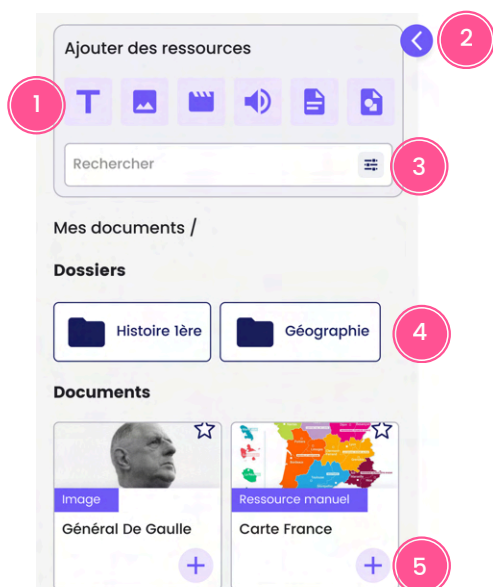 Ajouter des ressources
2
1
T
Rechercher
3
Mes documents /
Dossiers
Histoire 1ère
Géographie
4
Documents
Image
Ressource manuel
Général De Gaulle
Carte France
5